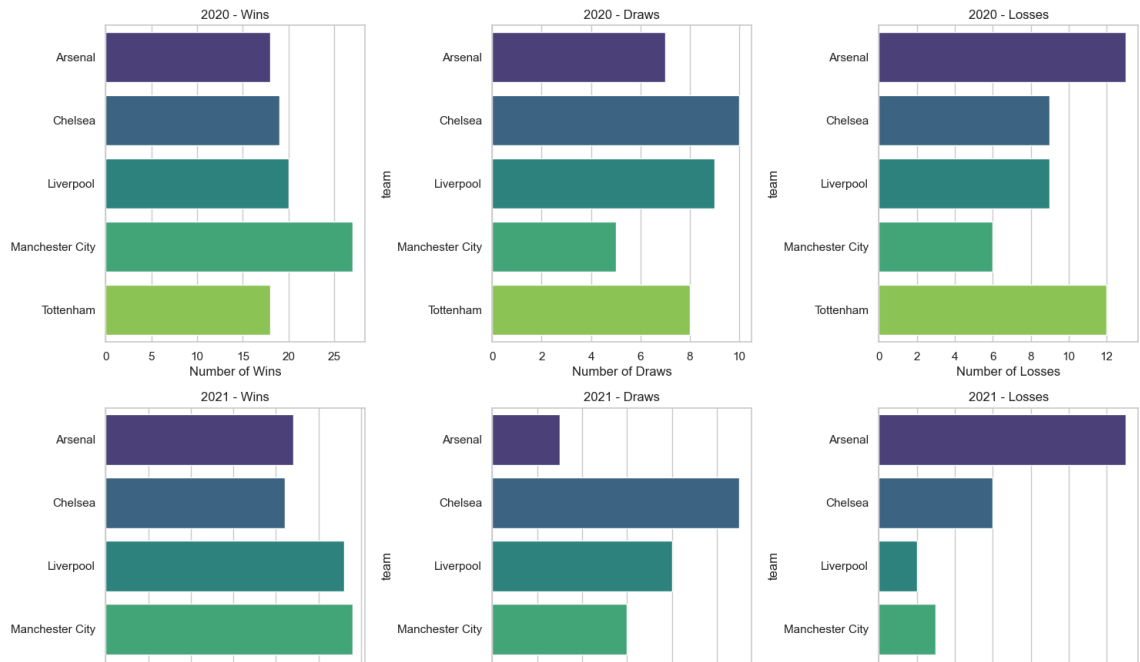 2020 - Wins
Arsenal
Chelsea
Liverpool
Manchester City
Tottenham
0 5 10 15 20 25
Number of Wins
2020 - Draws
team
Arsenal
Chelsea
Liverpool
Manchester City
Tottenham
0 2 4 6 8 10
Number of Draws
2020 - Losses
team
Arsenal
Chelsea
Liverpool
Manchester City
Tottenham
0 2 4 6 8 10 12
Number of Losses
2021 - Wins
Arsenal
Chelsea
Liverpool
Manchester City
2021 - Draws
team
Arsenal
Chelsea
Liverpool
Manchester City
2021 - Losses
team
Arsenal
Chelsea
Liverpool
Manchester City